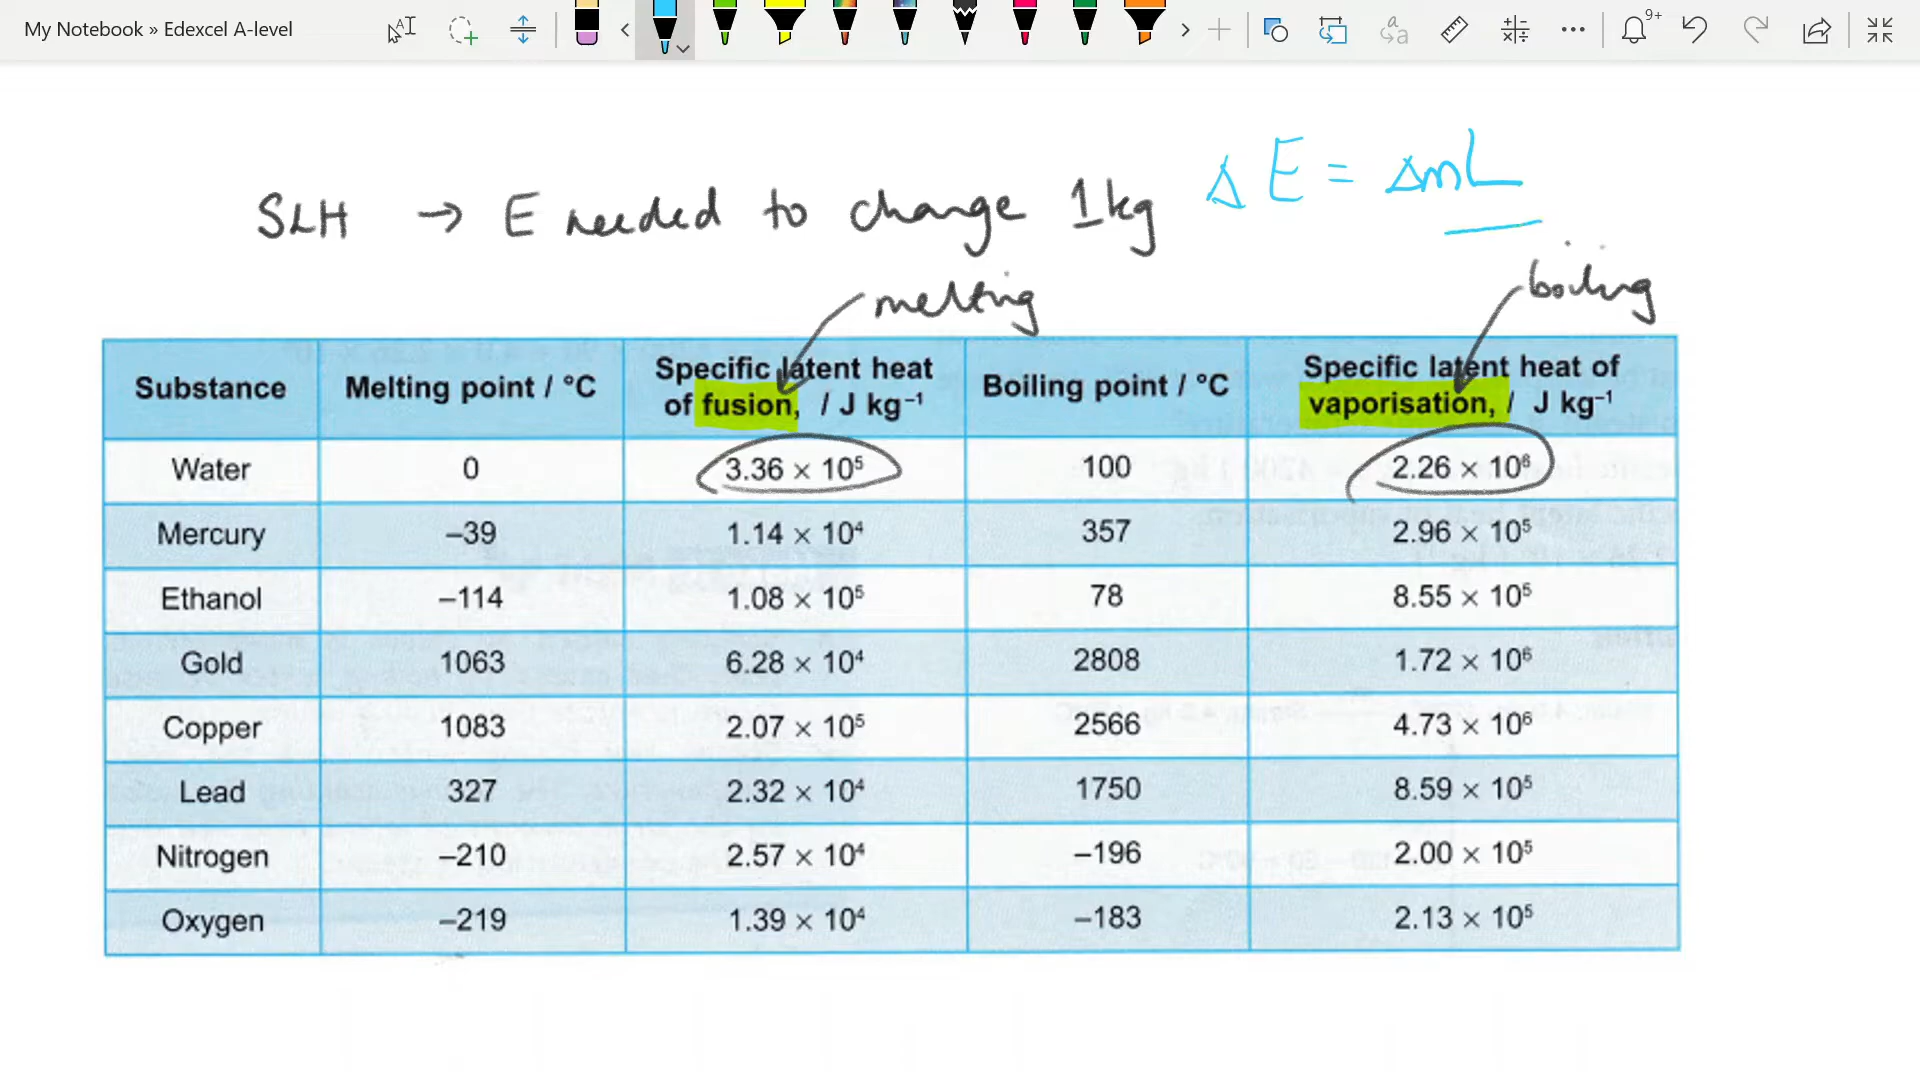 My Notebook » Edexcel A-level
9+
ΔE = ΔmL
SLH → E needed to change 1kg
melting
boiling
Substance Melting point / °C Specific latent heat of fusion, / J kg⁻¹ Boiling point / °C Specific latent heat of vaporisation, / J kg⁻¹
Water 0 3.36 × 10⁵ 100 2.26 × 10⁶
Mercury –39 1.14 × 10⁴ 357 2.96 × 10⁵
Ethanol –114 1.08 × 10⁵ 78 8.55 × 10⁵
Gold 1063 6.28 × 10⁴ 2808 1.72 × 10⁶
Copper 1083 2.07 × 10⁵ 2566 4.73 × 10⁶
Lead 327 2.32 × 10⁴ 1750 8.59 × 10⁵
Nitrogen –210 2.57 × 10⁴ –196 2.00 × 10⁵
Oxygen –219 1.39 × 10⁴ –183 2.13 × 10⁵